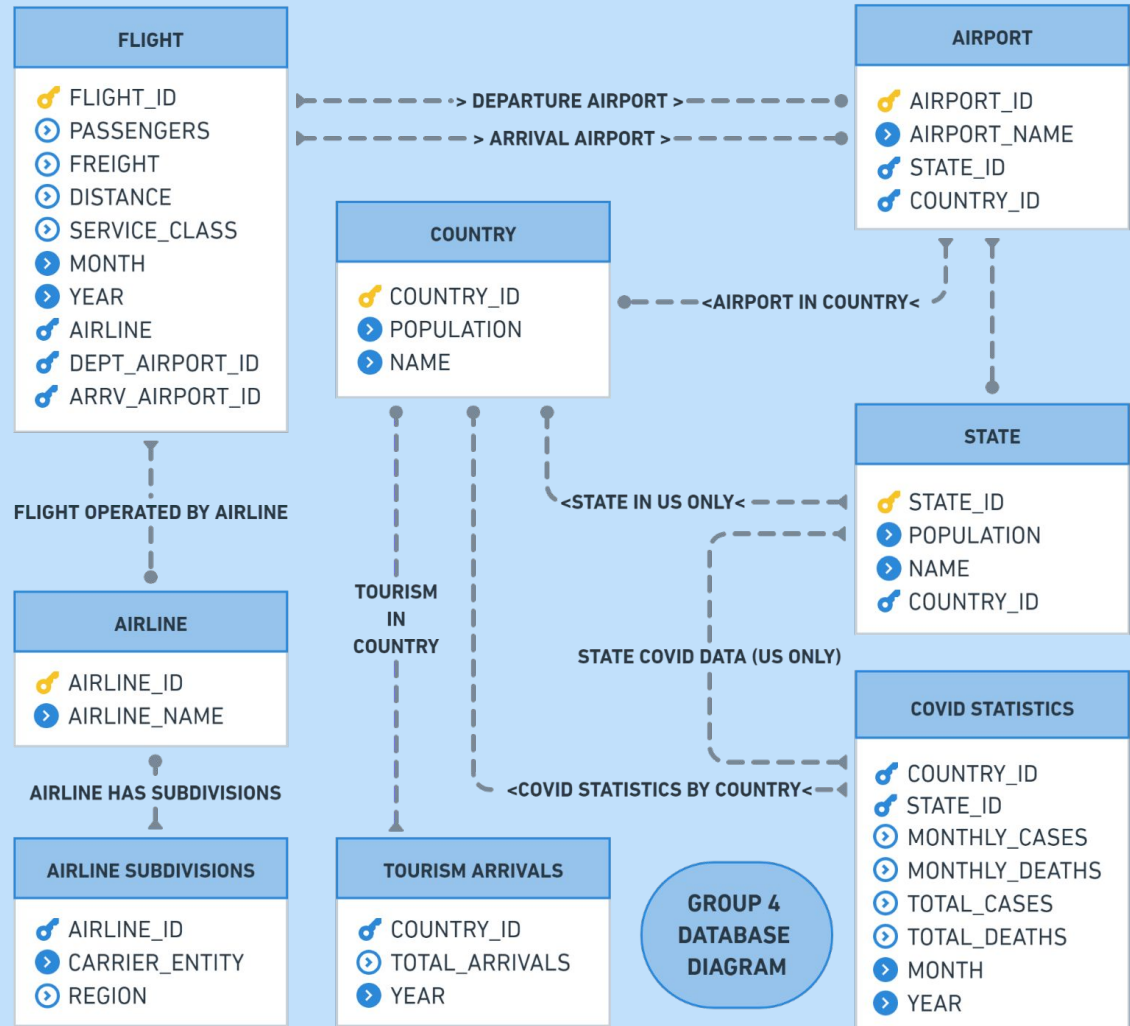 FLIGHT
FLIGHT_ID
PASSENGERS
FREIGHT
DISTANCE
SERVICE_CLASS
MONTH
YEAR
AIRLINE
DEPT_AIRPORT_ID
ARRV_AIRPORT_ID
> DEPARTURE AIRPORT >
> ARRIVAL AIRPORT >
AIRPORT
AIRPORT_ID
AIRPORT_NAME
STATE_ID
COUNTRY_ID
COUNTRY
COUNTRY_ID
POPULATION
NAME
<AIRPORT IN COUNTRY<
STATE
STATE_ID
POPULATION
NAME
COUNTRY_ID
<STATE IN US ONLY<
FLIGHT OPERATED BY AIRLINE
AIRLINE
AIRLINE_ID
AIRLINE_NAME
TOURISM
IN
COUNTRY
STATE COVID DATA (US ONLY)
<COVID STATISTICS BY COUNTRY<
AIRLINE HAS SUBDIVISIONS
AIRLINE SUBDIVISIONS
AIRLINE_ID
CARRIER_ENTITY
REGION
TOURISM ARRIVALS
COUNTRY_ID
TOTAL_ARRIVALS
YEAR
GROUP 4
DATABASE
DIAGRAM
COVID STATISTICS
COUNTRY_ID
STATE_ID
MONTHLY_CASES
MONTHLY_DEATHS
TOTAL_CASES
TOTAL_DEATHS
MONTH
YEAR